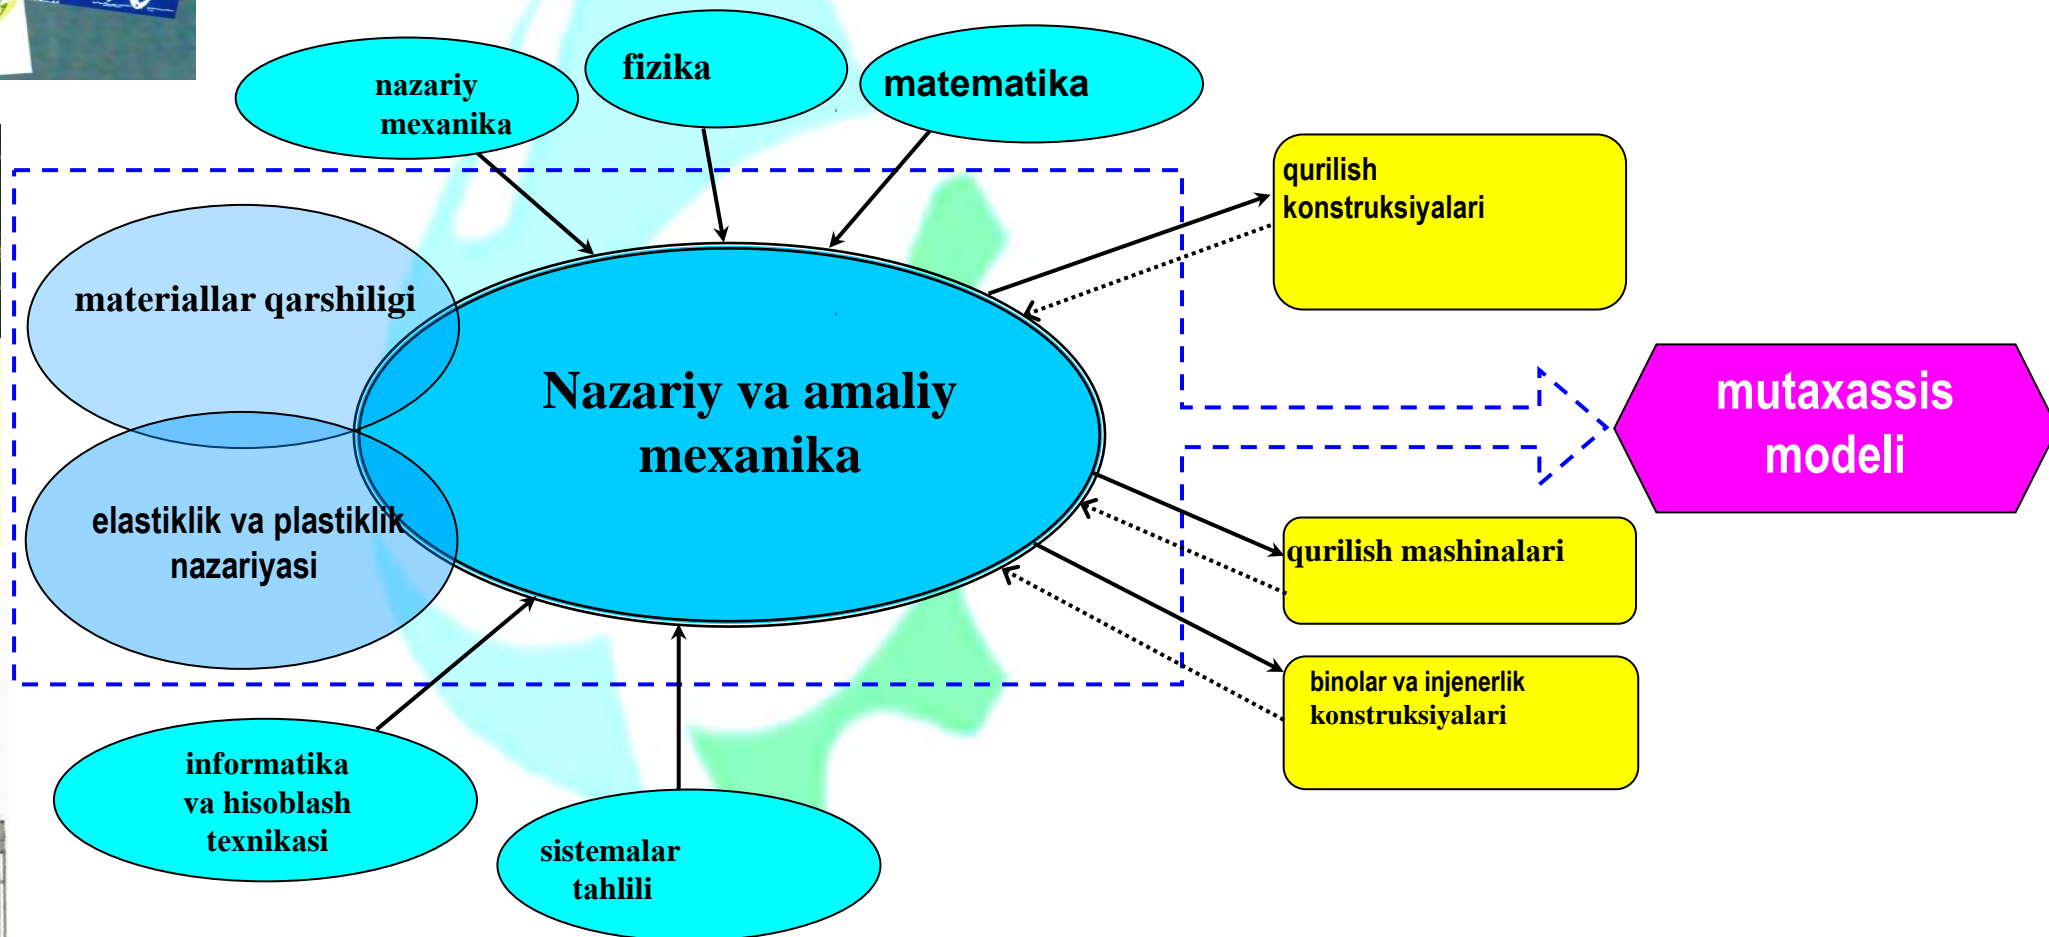 nazariy
mexanika
fizika
matematika
qurilish
konstruksiyalari
materiallar qarshiligi
Nazariy va amaliy
mexanika
mutaxassis
modeli
elastiklik va plastiklik
nazariyasi
qurilish mashinalari
binolar va injenerlik
konstruksiyalari
informatika
va hisoblash
texnikasi
sistemalar
tahlili